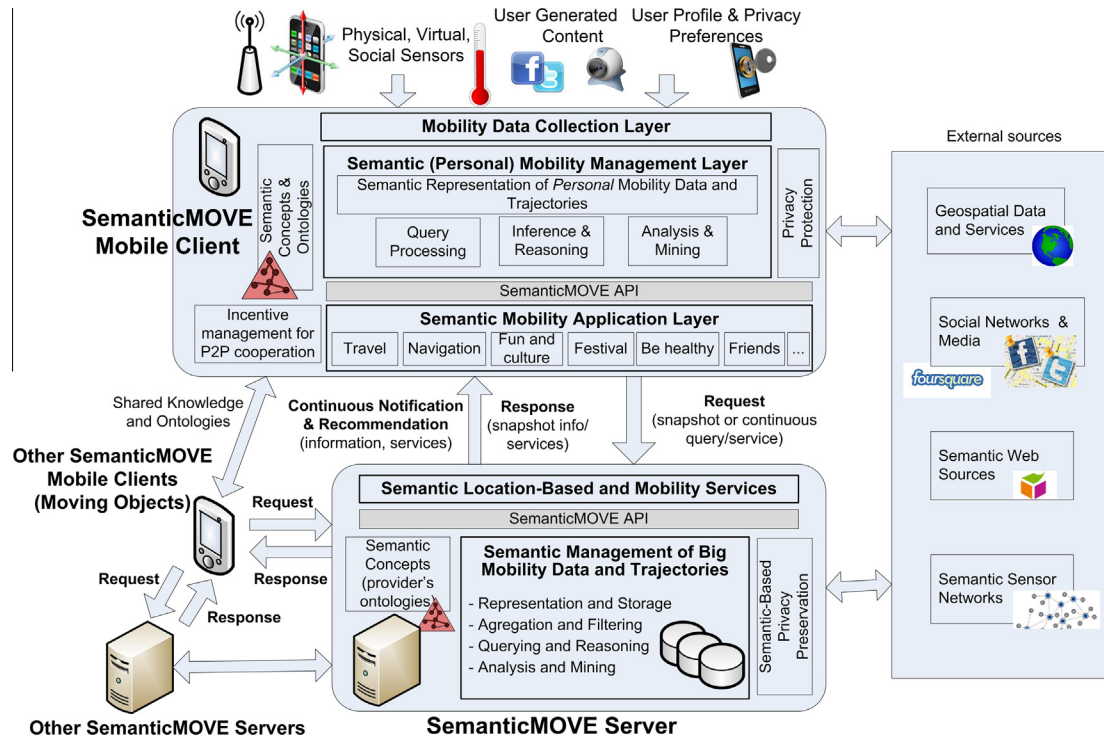 Physical, Virtual,
Social Sensors
User Generated
Content
User Profile & Privacy
Preferences
Mobility Data Collection Layer
SemanticMOVE
Mobile Client
Semantic
Concepts &
Ontologies
Semantic (Personal) Mobility Management Layer
Semantic Representation of Personal Mobility Data and
Trajectories
Query
Processing
Inference &
Reasoning
Analysis &
Mining
Privacy
Protection
SemanticMOVE API
Incentive
management for
P2P cooperation
Semantic Mobility Application Layer
Travel
Navigation
Fun and
culture
Festival
Be healthy
Friends
...
External sources
Geospatial Data
and Services
Social Networks &
Media
foursquare
Semantic Web
Sources
Semantic Sensor
Networks
Shared Knowledge
and Ontologies
Continuous Notification
& Recommendation
(information, services)
Response
(snapshot info/
services)
Request
(snapshot or continuous
query/service)
Other SemanticMOVE
Mobile Clients
(Moving Objects)
Request
Response
Request
Response
Other SemanticMOVE Servers
Semantic Location-Based and Mobility Services
SemanticMOVE API
Semantic
Concepts
(provider's
ontologies)
Semantic Management of Big
Mobility Data and Trajectories
- Representation and Storage
- Agregation and Filtering
- Querying and Reasoning
- Analysis and Mining
Semantic-Based
Privacy
Preservation
SemanticMOVE Server